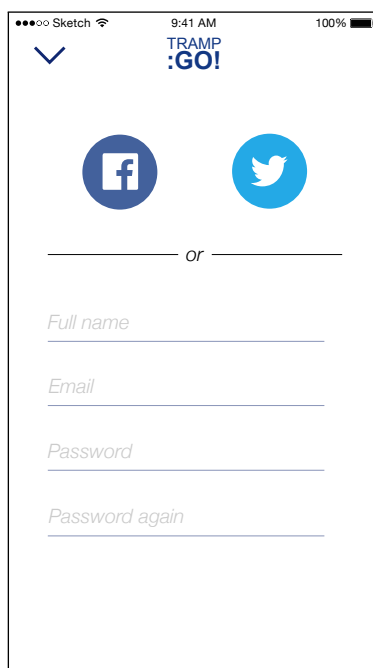 Sketch 9:41 AM 100%
TRAMP
:GO!
or
Full name
Email
Password
Password again